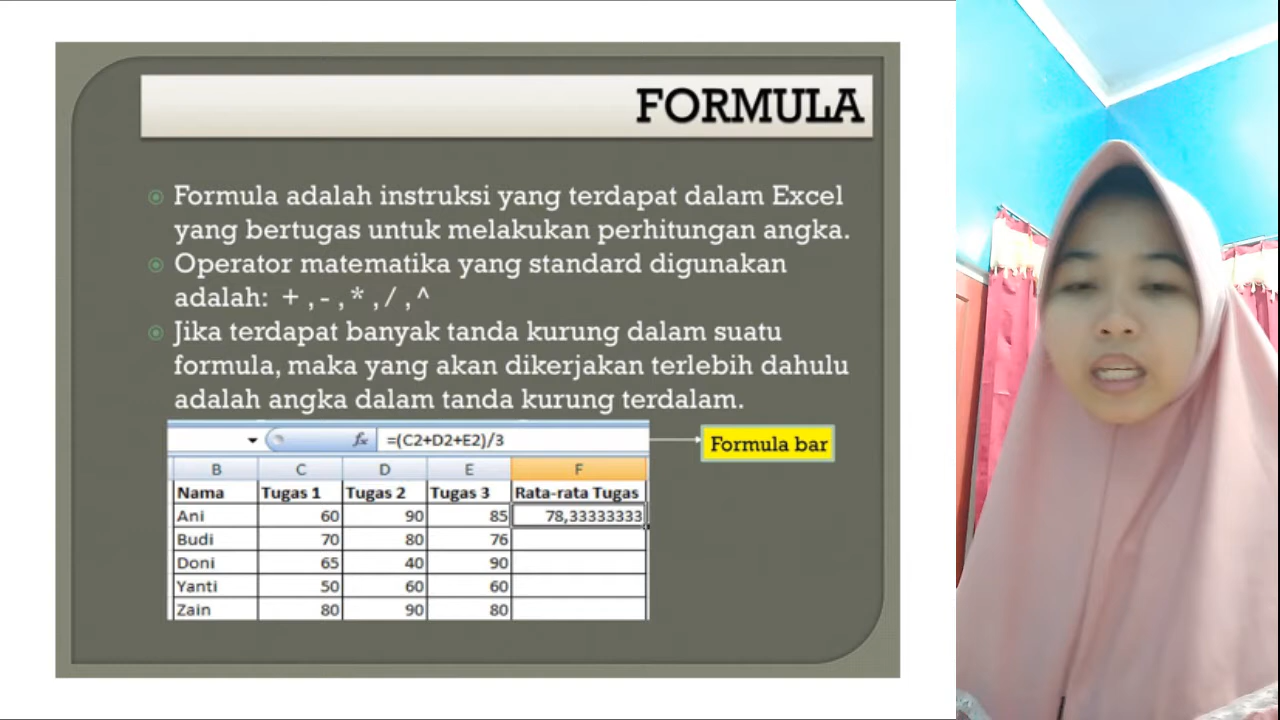 FORMULA
Formula adalah instruksi yang terdapat dalam Excel
yang bertugas untuk melakukan perhitungan angka.
Operator matematika yang standard digunakan
adalah: + , - , * , / , ^
Jika terdapat banyak tanda kurung dalam suatu
formula, maka yang akan dikerjakan terlebih dahulu
adalah angka dalam tanda kurung terdalam.
fx =(C2+D2+E2)/3 Formula bar
B C D E F
Nama Tugas 1 Tugas 2 Tugas 3 Rata-rata Tugas
Ani 60 90 85 78,33333333
Budi 70 80 76
Doni 65 40 90
Yanti 50 60 60
Zain 80 90 80